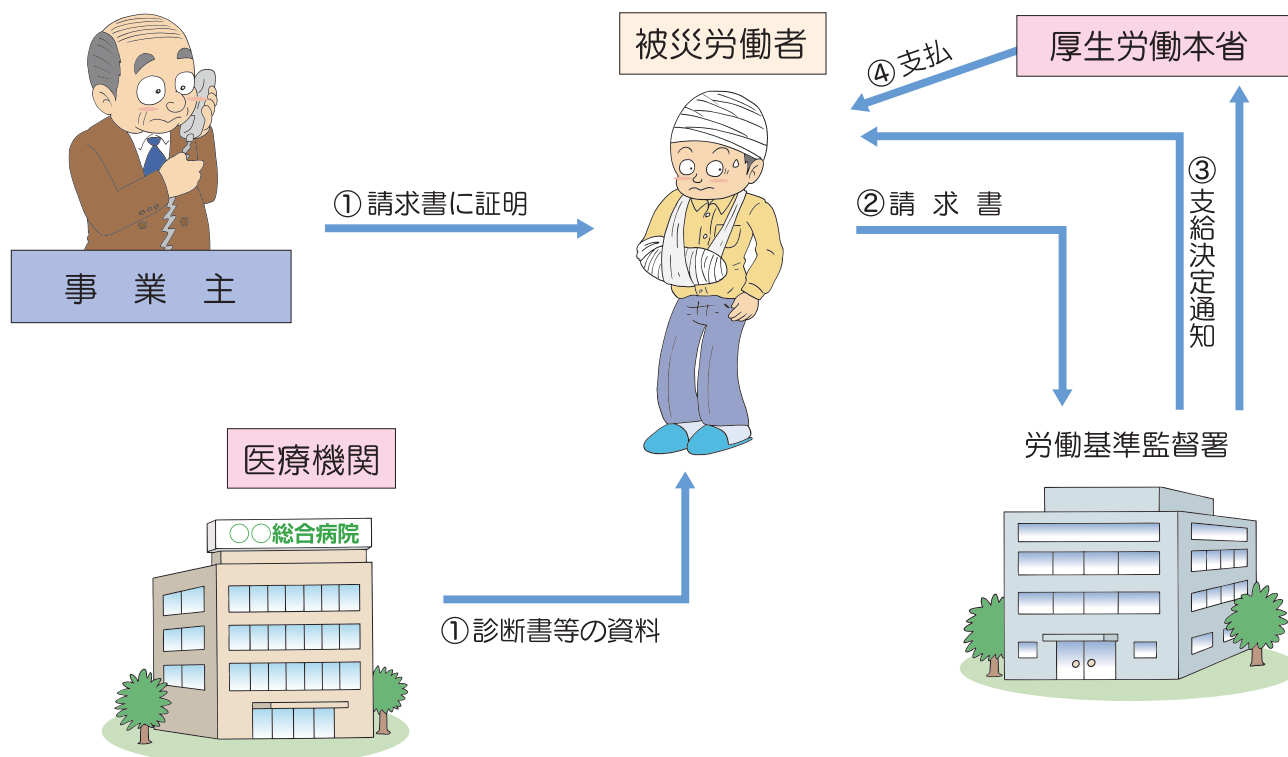 被災労働者
厚生労働本省
④支払
①請求書に証明
②請 求 書
③支給決定通知
事 業 主
医療機関
○○総合病院
①診断書等の資料
労働基準監督署